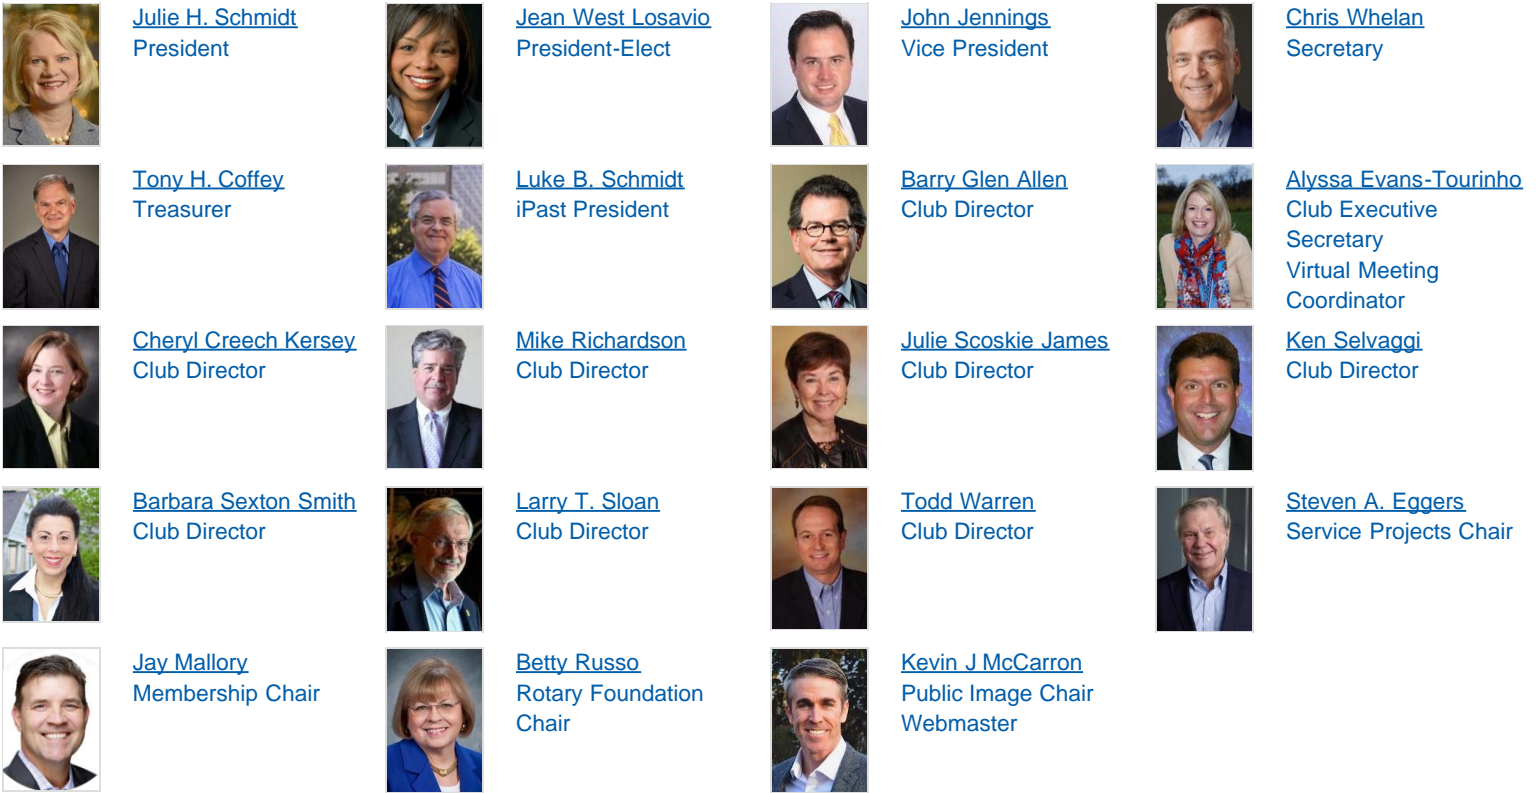 Julie H. Schmidt
President
Jean West Losavio
President-Elect
John Jennings
Vice President
Chris Whelan
Secretary
Tony H. Coffey
Treasurer
Luke B. Schmidt
iPast President
Barry Glen Allen
Club Director
Alyssa Evans-Tourinho
Club Executive
Secretary
Virtual Meeting
Coordinator
Cheryl Creech Kersey
Club Director
Mike Richardson
Club Director
Julie Scoskie James
Club Director
Ken Selvaggi
Club Director
Barbara Sexton Smith
Club Director
Larry T. Sloan
Club Director
Todd Warren
Club Director
Steven A. Eggers
Service Projects Chair
Jay Mallory
Membership Chair
Betty Russo
Rotary Foundation
Chair
Kevin J McCarron
Public Image Chair
Webmaster